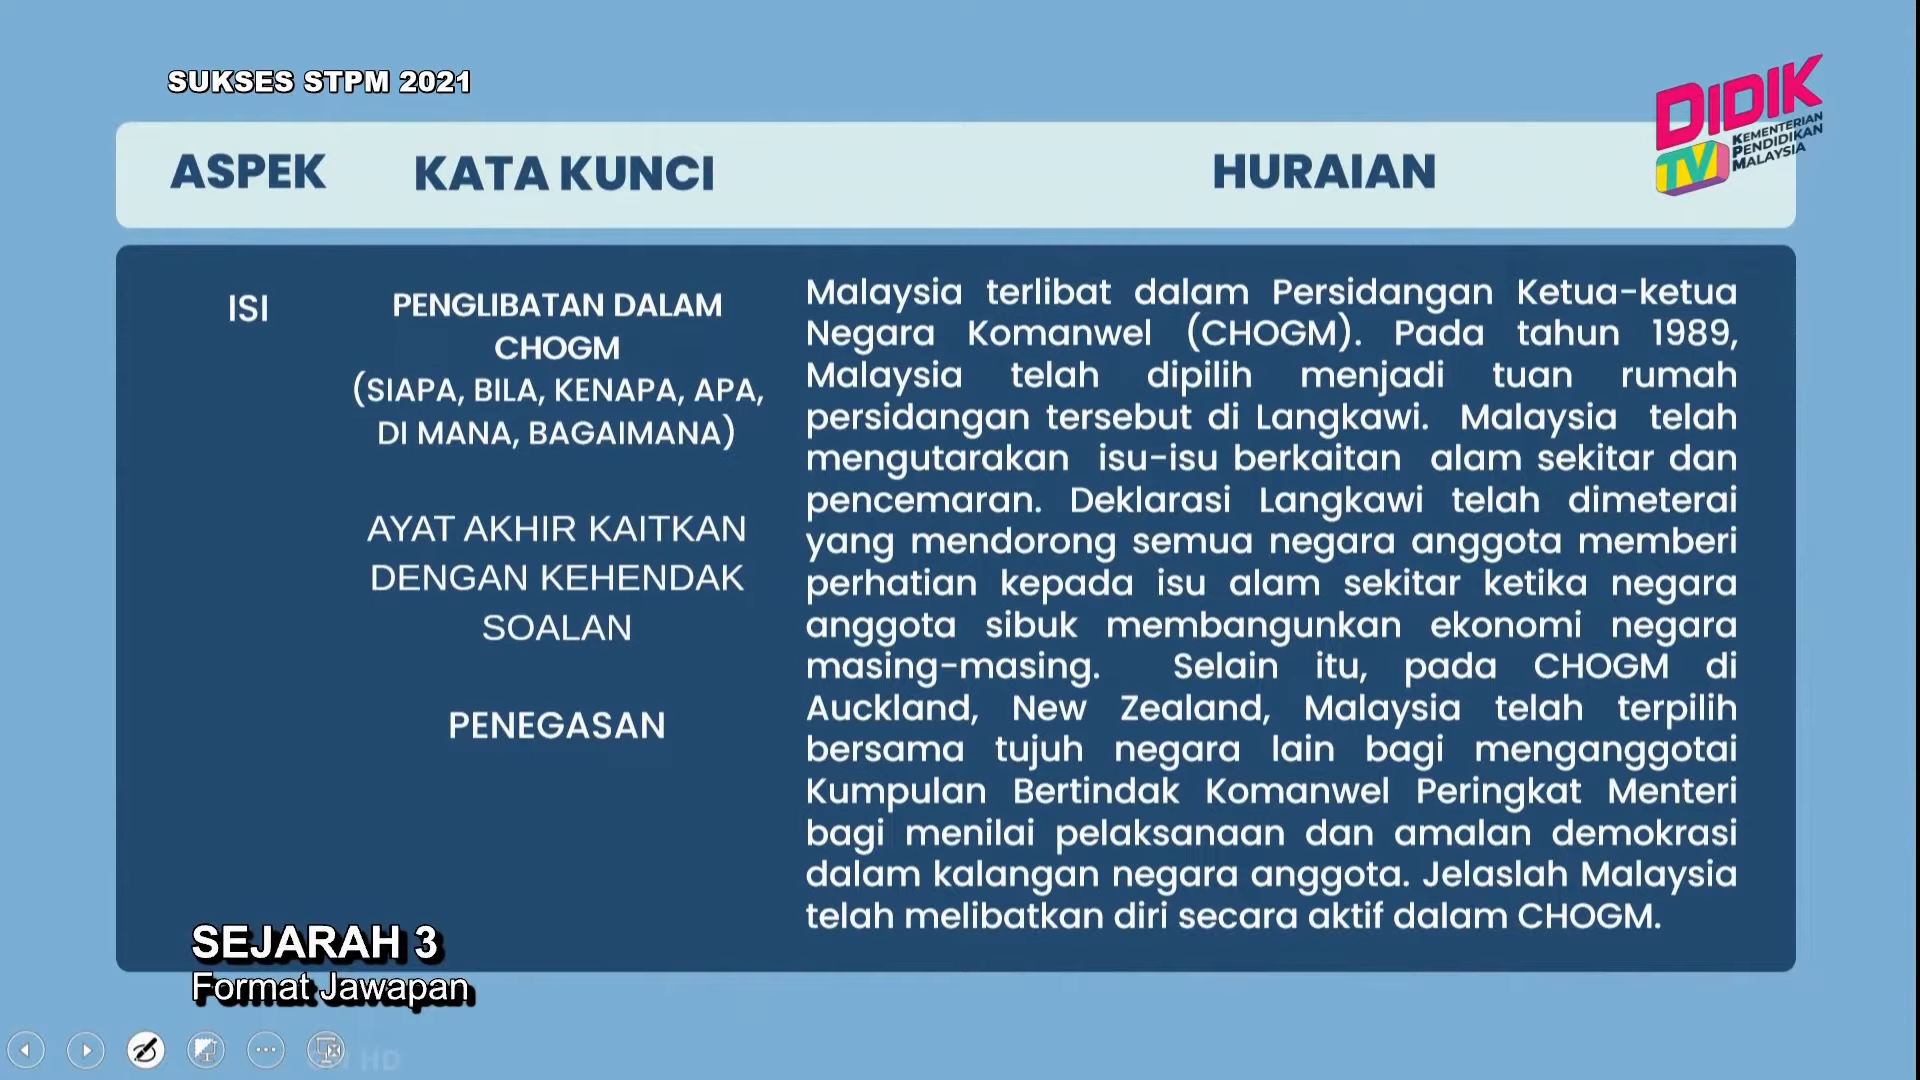 SUKSES STPM 2021
DIDIK
TV
KEMENTERIAN
PENDIDIKAN
MALAYSIA
ASPEK
KATA KUNCI
HURAIAN
ISI
PENGLIBATAN DALAM
CHOGM
(SIAPA, BILA, KENAPA, APA,
DI MANA, BAGAIMANA)
AYAT AKHIR KAITKAN
DENGAN KEHENDAK
SOALAN
PENEGASAN
Malaysia terlibat dalam Persidangan Ketua-ketua
Negara Komanwel (CHOGM). Pada tahun 1989,
Malaysia telah dipilih menjadi tuan rumah
persidangan tersebut di Langkawi. Malaysia telah
mengutarakan isu-isu berkaitan alam sekitar dan
pencemaran. Deklarasi Langkawi telah dimeterai
yang mendorong semua negara anggota memberi
perhatian kepada isu alam sekitar ketika negara
anggota sibuk membangunkan ekonomi negara
masing-masing. Selain itu, pada CHOGM di
Auckland, New Zealand, Malaysia telah terpilih
bersama tujuh negara lain bagi menganggotai
Kumpulan Bertindak Komanwel Peringkat Menteri
bagi menilai pelaksanaan dan amalan demokrasi
dalam kalangan negara anggota. Jelaslah Malaysia
telah melibatkan diri secara aktif dalam CHOGM.
SEJARAH 3
Format Jawapan
HD